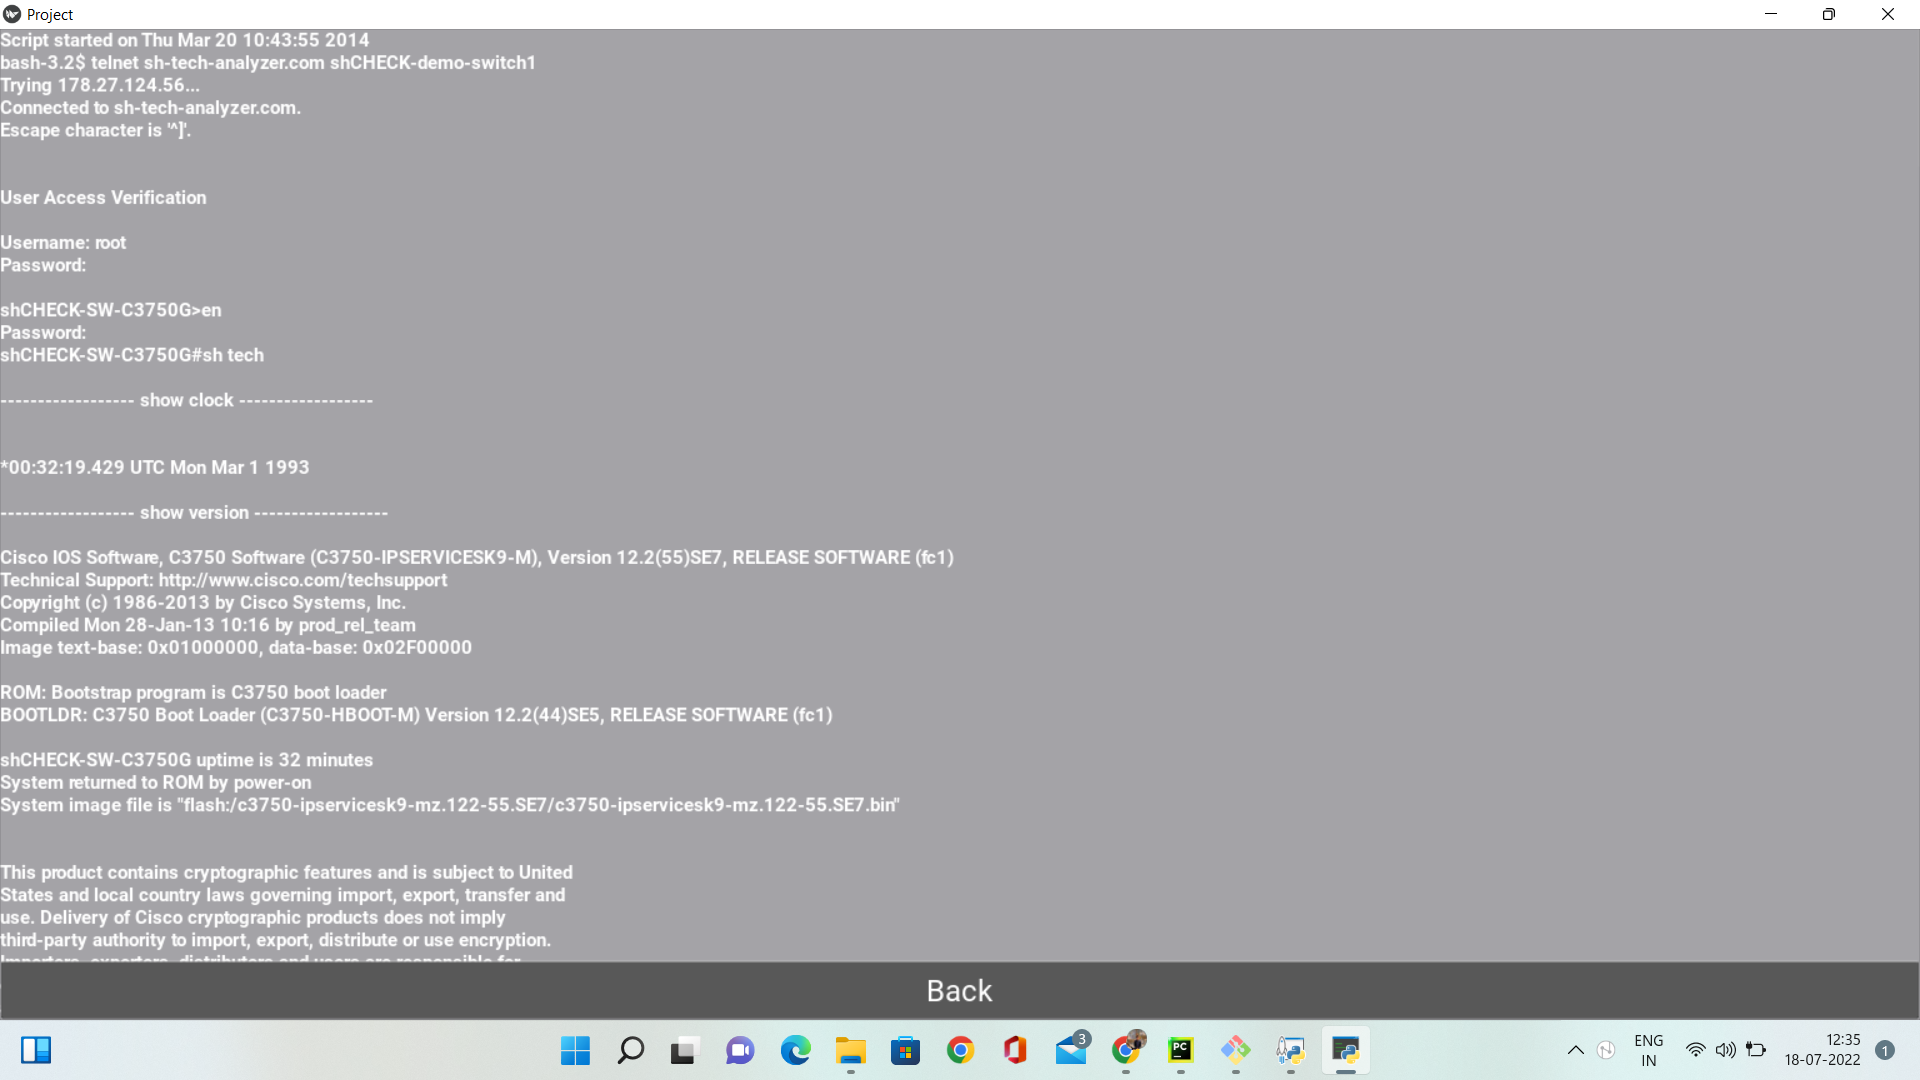 Project
Script started on Thu Mar 20 10:43:55 2014
bash-3.2$ telnet sh-tech-analyzer.com shCHECK-demo-switch1
Trying 178.27.124.56...
Connected to sh-tech-analyzer.com.
Escape character is '^]'.
User Access Verification
Username: root
Password:
shCHECK-SW-C3750G>en
Password:
shCHECK-SW-C3750G#sh tech
------------------ show clock ------------------
*00:32:19.429 UTC Mon Mar 1 1993
------------------ show version ------------------
Cisco IOS Software, C3750 Software (C3750-IPSERVICESK9-M), Version 12.2(55)SE7, RELEASE SOFTWARE (fc1)
Technical Support: http://www.cisco.com/techsupport
Copyright (c) 1986-2013 by Cisco Systems, Inc.
Compiled Mon 28-Jan-13 10:16 by prod_rel_team
Image text-base: 0x01000000, data-base: 0x02F00000
ROM: Bootstrap program is C3750 boot loader
BOOTLDR: C3750 Boot Loader (C3750-HBOOT-M) Version 12.2(44)SE5, RELEASE SOFTWARE (fc1)
shCHECK-SW-C3750G uptime is 32 minutes
System returned to ROM by power-on
System image file is "flash:/c3750-ipservicesk9-mz.122-55.SE7/c3750-ipservicesk9-mz.122-55.SE7.bin"
This product contains cryptographic features and is subject to United
States and local country laws governing import, export, transfer and
use. Delivery of Cisco cryptographic products does not imply
third-party authority to import, export, distribute or use encryption.
Importers, exporters, distributors and users are responsible for
Back
3
PC
ENG
IN
12:35
18-07-2022
1